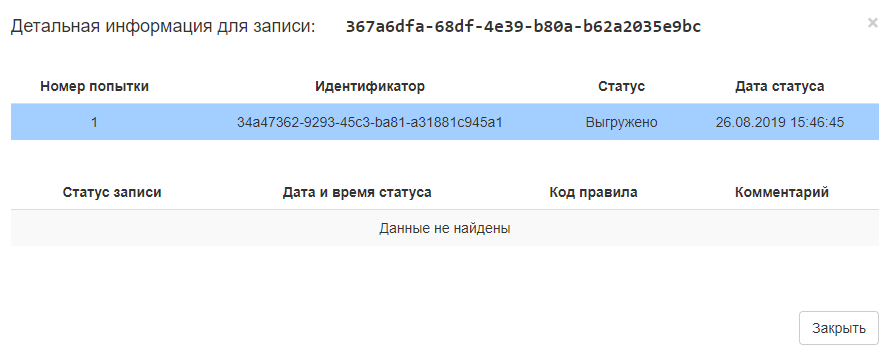 Детальная информация для записи: 367a6dfa-68df-4e39-b80a-b62a2035e9bc ×
Номер попытки Идентификатор Статус Дата статуса
1 34a47362-9293-45c3-ba81-a31881c945a1 Выгружено 26.08.2019 15:46:45
Статус записи Дата и время статуса Код правила Комментарий
Данные не найдены
Закрыть